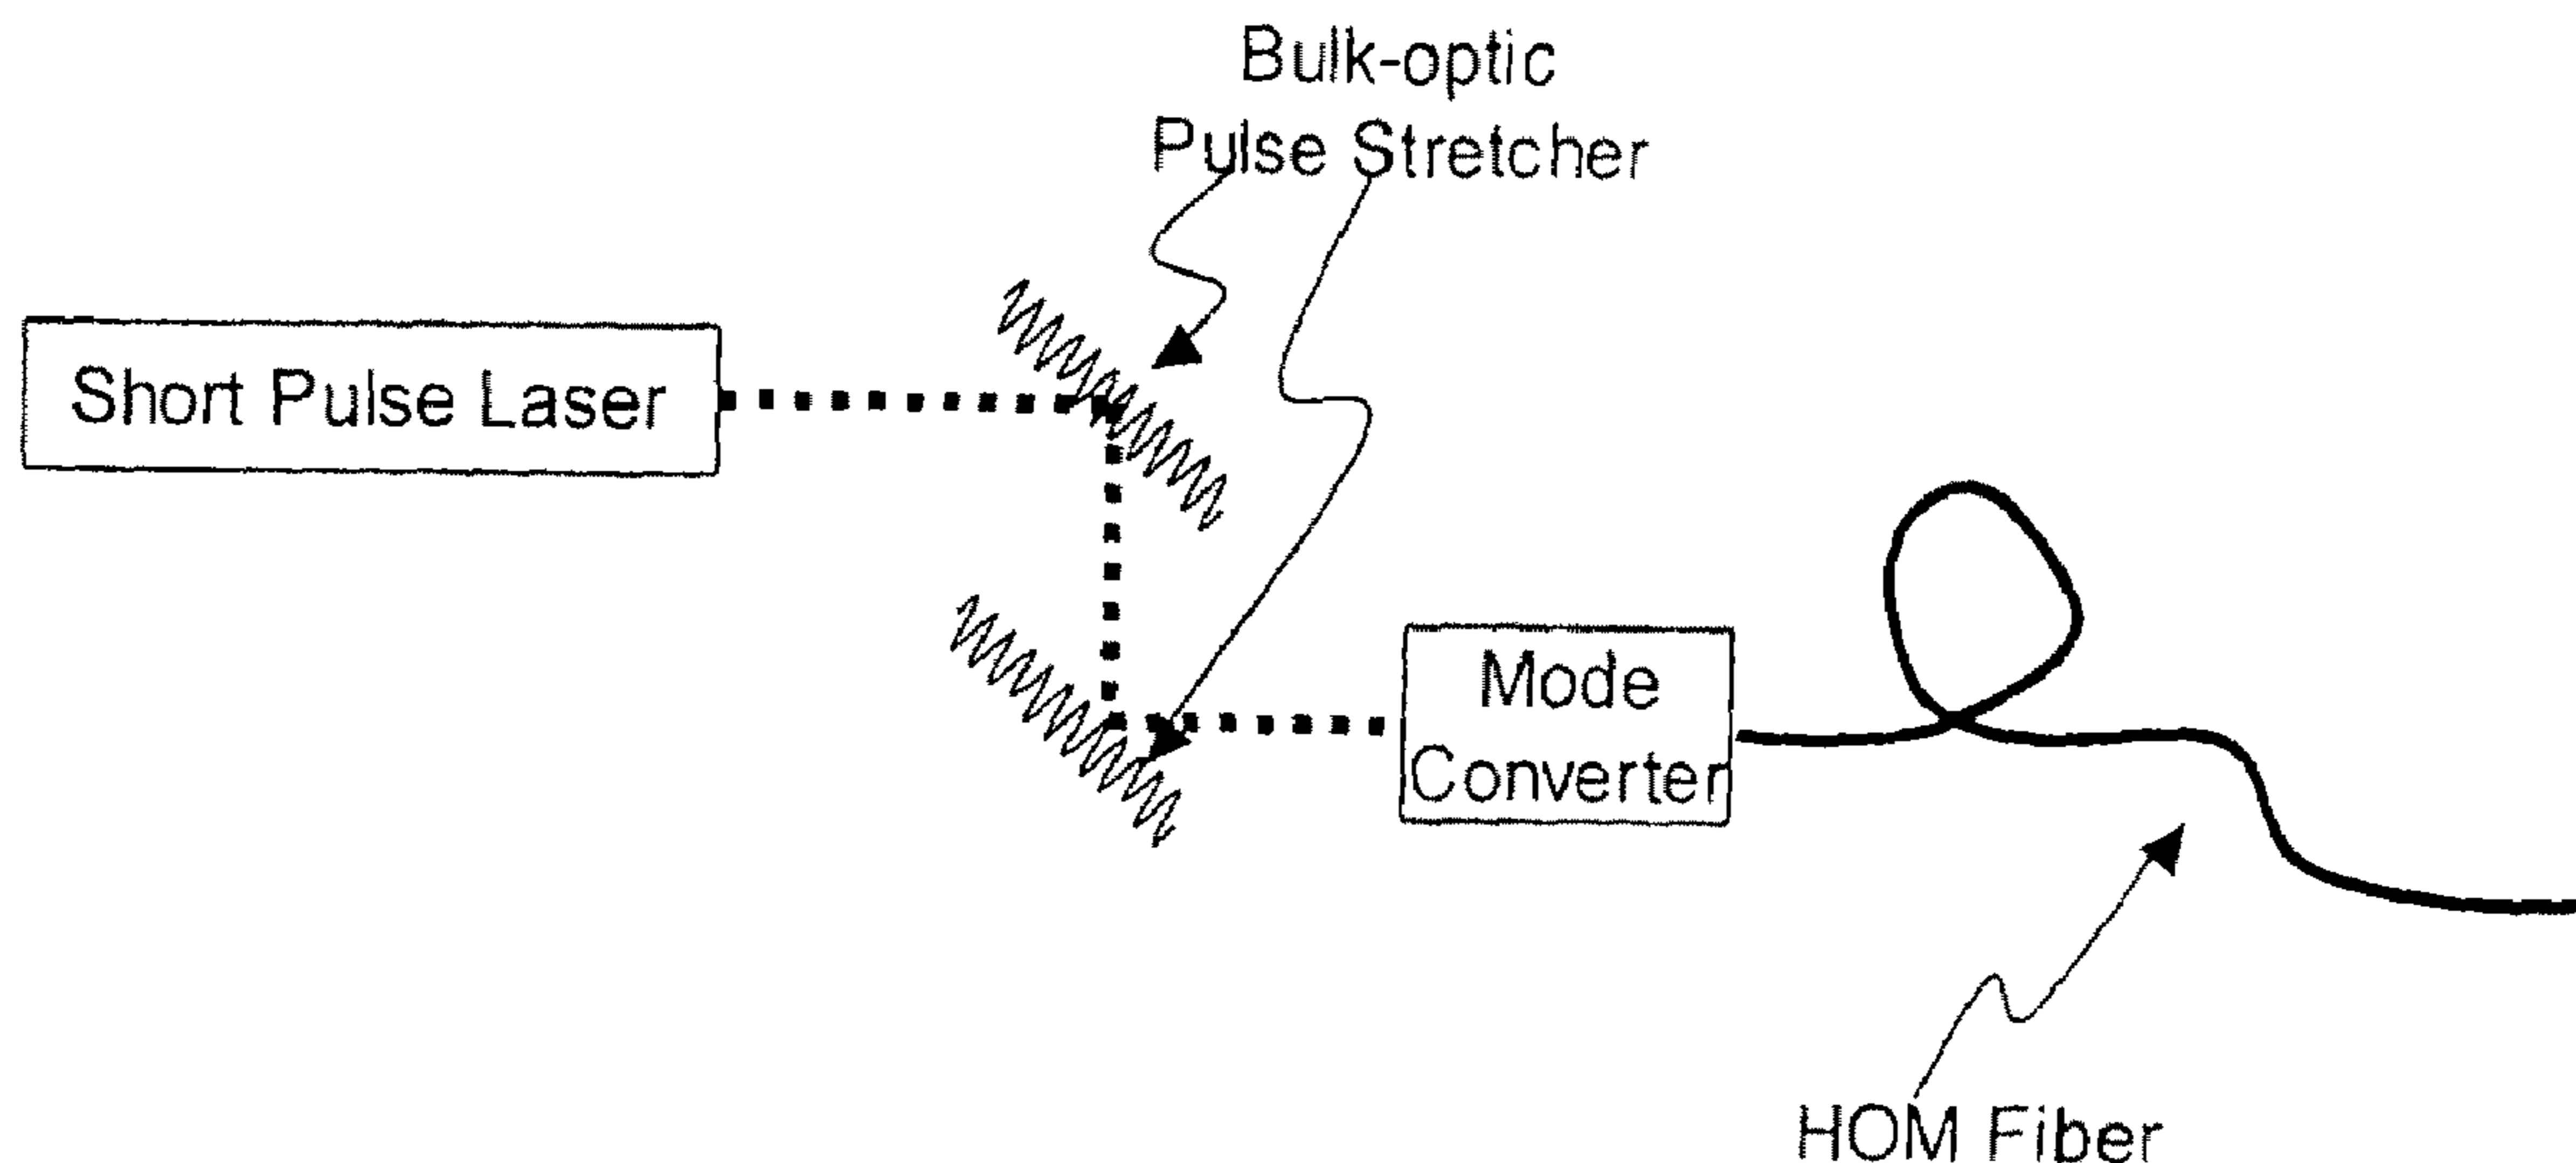 Bulk-optic
Pulse Stretcher
Short Pulse Laser
Mode
Converter
HOM Fiber